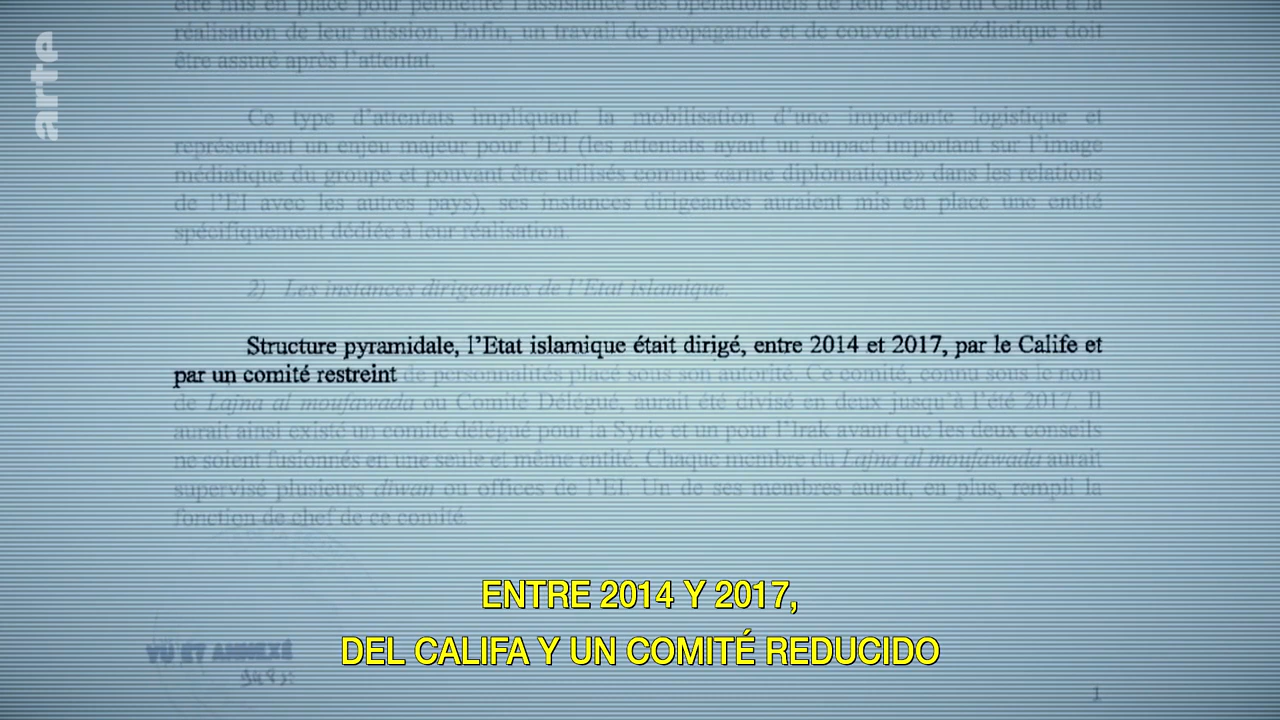 être mis en place pour permettre l'assistance des opérationnels de leur sortie du Califat à la
réalisation de leur mission. Enfin, un travail de propagande et de couverture médiatique doit
être assuré après l'attentat.
arte
Ce type d'attentats impliquant la mobilisation d'une importante logistique et
représentant un enjeu majeur pour l'EI (les attentats ayant un impact important sur l'image
médiatique du groupe et pouvant être utilisés comme «arme diplomatique» dans les relations
de l'EI avec les autres pays), ses instances dirigeantes auraient mis en place une entité
spécifiquement dédiée à leur réalisation.
2) Les instances dirigeantes de l'Etat islamique.
Structure pyramidale, l'Etat islamique était dirigé, entre 2014 et 2017, par le Calife et
par un comité restreint de personnalités placé sous son autorité. Ce comité, connu sous le nom
de Lajna al moufawada ou Comité Délégué, aurait été divisé en deux jusqu'à l'été 2017. Il
aurait ainsi existé un comité délégué pour la Syrie et un pour l'Irak avant que les deux conseils
ne soient fusionnés en une seule et même entité. Chaque membre du Lajna al moufawada aurait
supervisé plusieurs diwan ou offices de l'EI. Un de ses membres aurait, en plus, rempli la
fonction de chef de ce comité.
ENTRE 2014 Y 2017,
DEL CALIFA Y UN COMITÉ REDUCIDO
VU ET ANNEXÉ
1